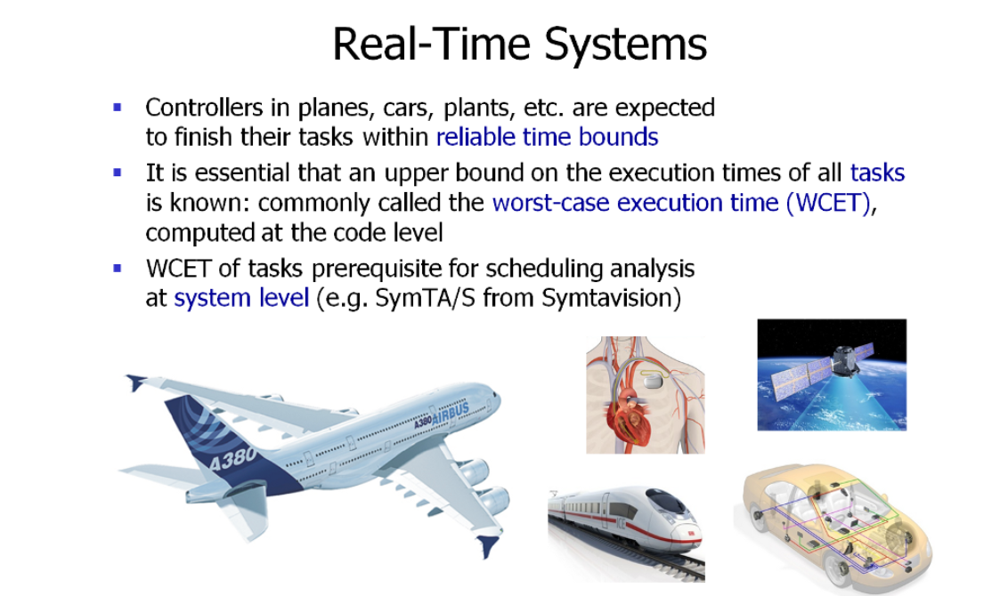 Real-Time Systems
Controllers in planes, cars, plants, etc. are expected
to finish their tasks within reliable time bounds
It is essential that an upper bound on the execution times of all tasks
is known: commonly called the worst-case execution time (WCET),
computed at the code level
WCET of tasks prerequisite for scheduling analysis
at system level (e.g. SymTA/S from Symtavision)
A380 AIRBUS
A380